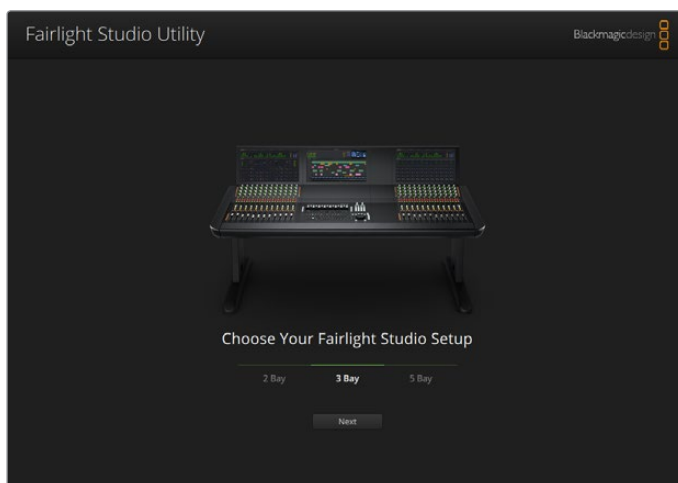 Fairlight Studio Utility
Blackmagicdesign
Choose Your Fairlight Studio Setup
2 Bay 3 Bay 5 Bay
Next